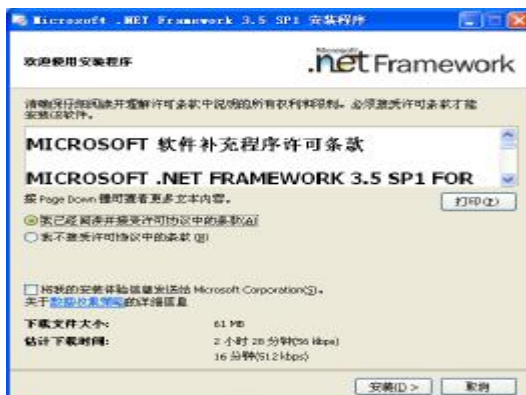 Microsoft .NET Framework 3.5 SP1 安装程序
欢迎使用安装程序
Microsoft
.net Framework
请确保仔细阅读并理解许可条款中说明的所有权利和限制。必须接受许可条款才能
安装该软件。
MICROSOFT 软件补充程序许可条款
MICROSOFT .NET FRAMEWORK 3.5 SP1 FOR
按 Page Down 键可查看更多文本内容。
打印(P)
我已经阅读并接受许可协议中的条款(A)
我不接受许可协议中的条款(N)
将我的安装体验信息发送给 Microsoft Corporation(S)。
关于数据收集策略的详细信息
下载文件大小: 61 MB
估计下载时间: 2 小时 28 分钟(56 kbps)
16 分钟(512 kbps)
安装(I) >
取消